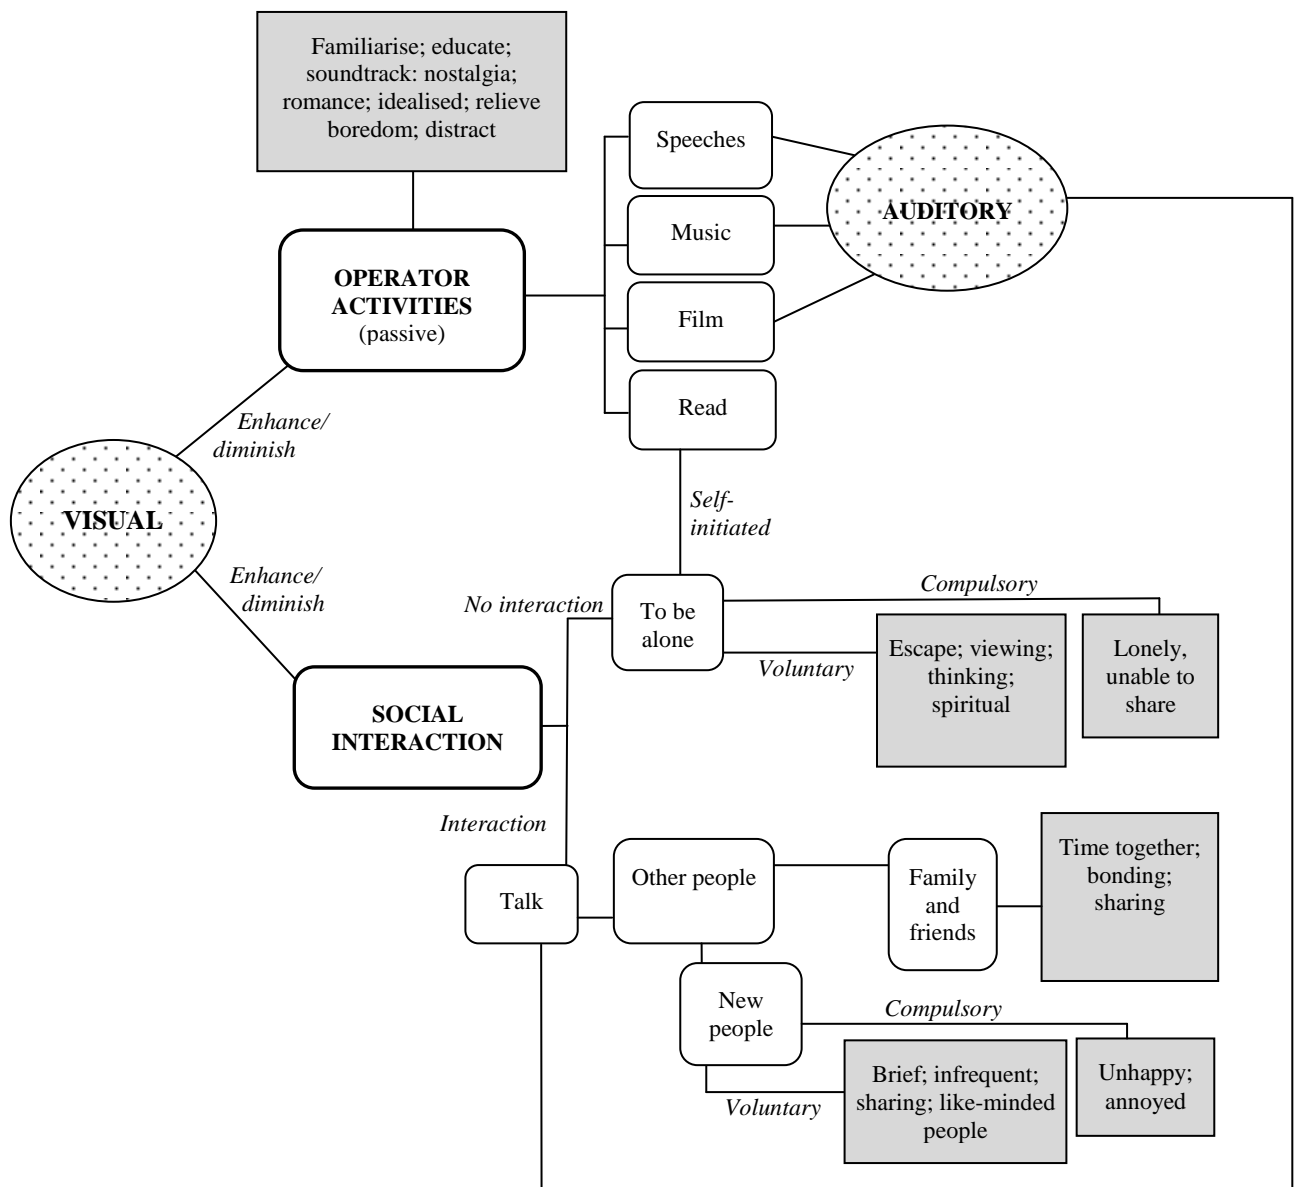 Familiarise; educate;
soundtrack: nostalgia;
romance; idealised; relieve
boredom; distract
Speeches
AUDITORY
Music
OPERATOR
ACTIVITIES
(passive)
Film
Read
Enhance/
diminish
VISUAL
Self-
initiated
Enhance/
diminish
No interaction
To be
alone
Compulsory
Voluntary
Escape; viewing;
thinking;
spiritual
Lonely,
unable to
share
SOCIAL
INTERACTION
Interaction
Talk
Other people
Family
and
friends
Time together;
bonding;
sharing
New
people
Compulsory
Voluntary
Brief; infrequent;
sharing; like-minded
people
Unhappy;
annoyed